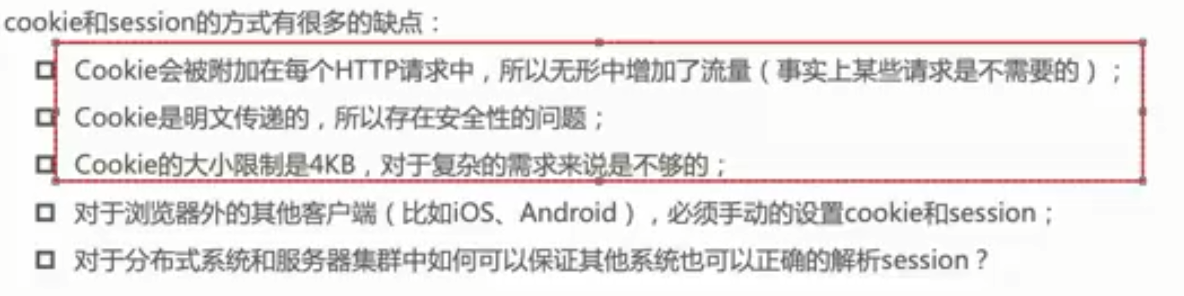 cookie和session的方式有很多的缺点：
Cookie会被附加在每个HTTP请求中，所以无形中增加了流量（事实上某些请求是不需要的）；
Cookie是明文传递的，所以存在安全性的问题；
Cookie的大小限制是4KB，对于复杂的需求来说是不够的；
对于浏览器外的其他客户端（比如iOS、Android），必须手动的设置cookie和session；
对于分布式系统和服务器集群中如何可以保证其他系统也可以正确的解析session？